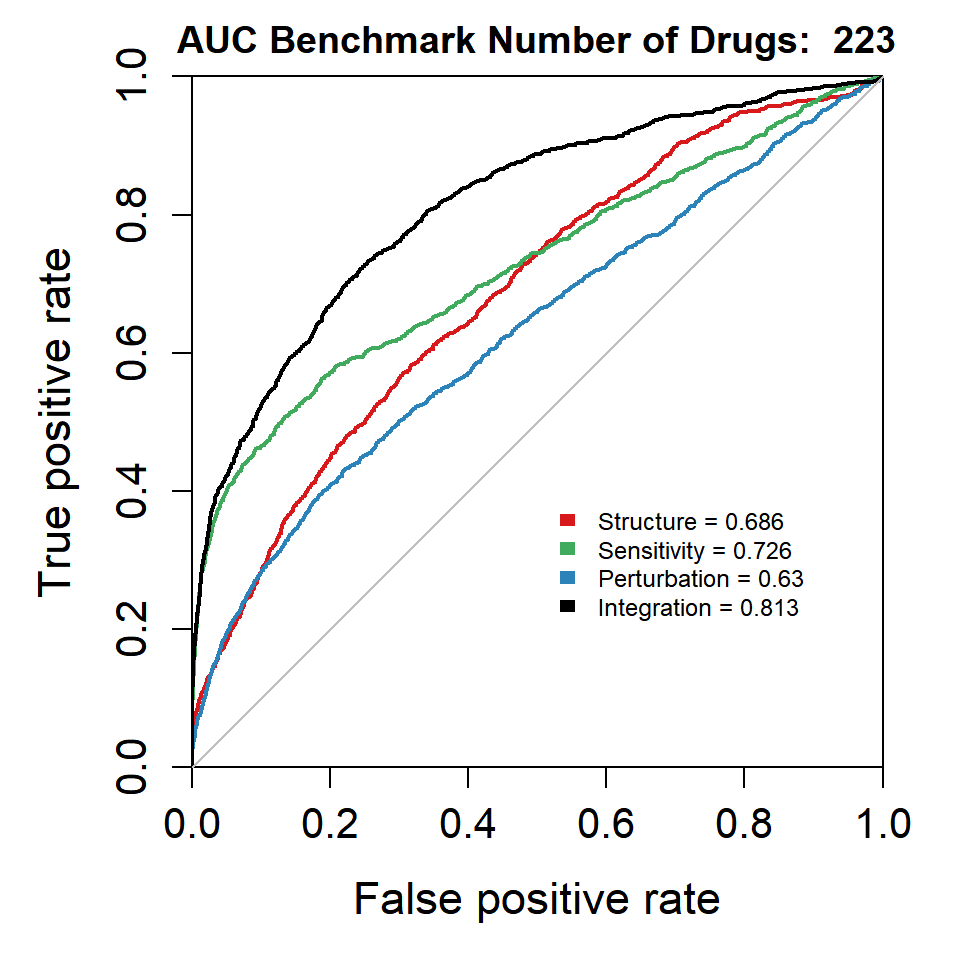 AUC Benchmark Number of Drugs: 223
True positive rate
1.0
0.8
0.6
0.4
0.2
0.0
Structure = 0.686
Sensitivity = 0.726
Perturbation = 0.63
Integration = 0.813
0.0 0.2 0.4 0.6 0.8 1.0
False positive rate